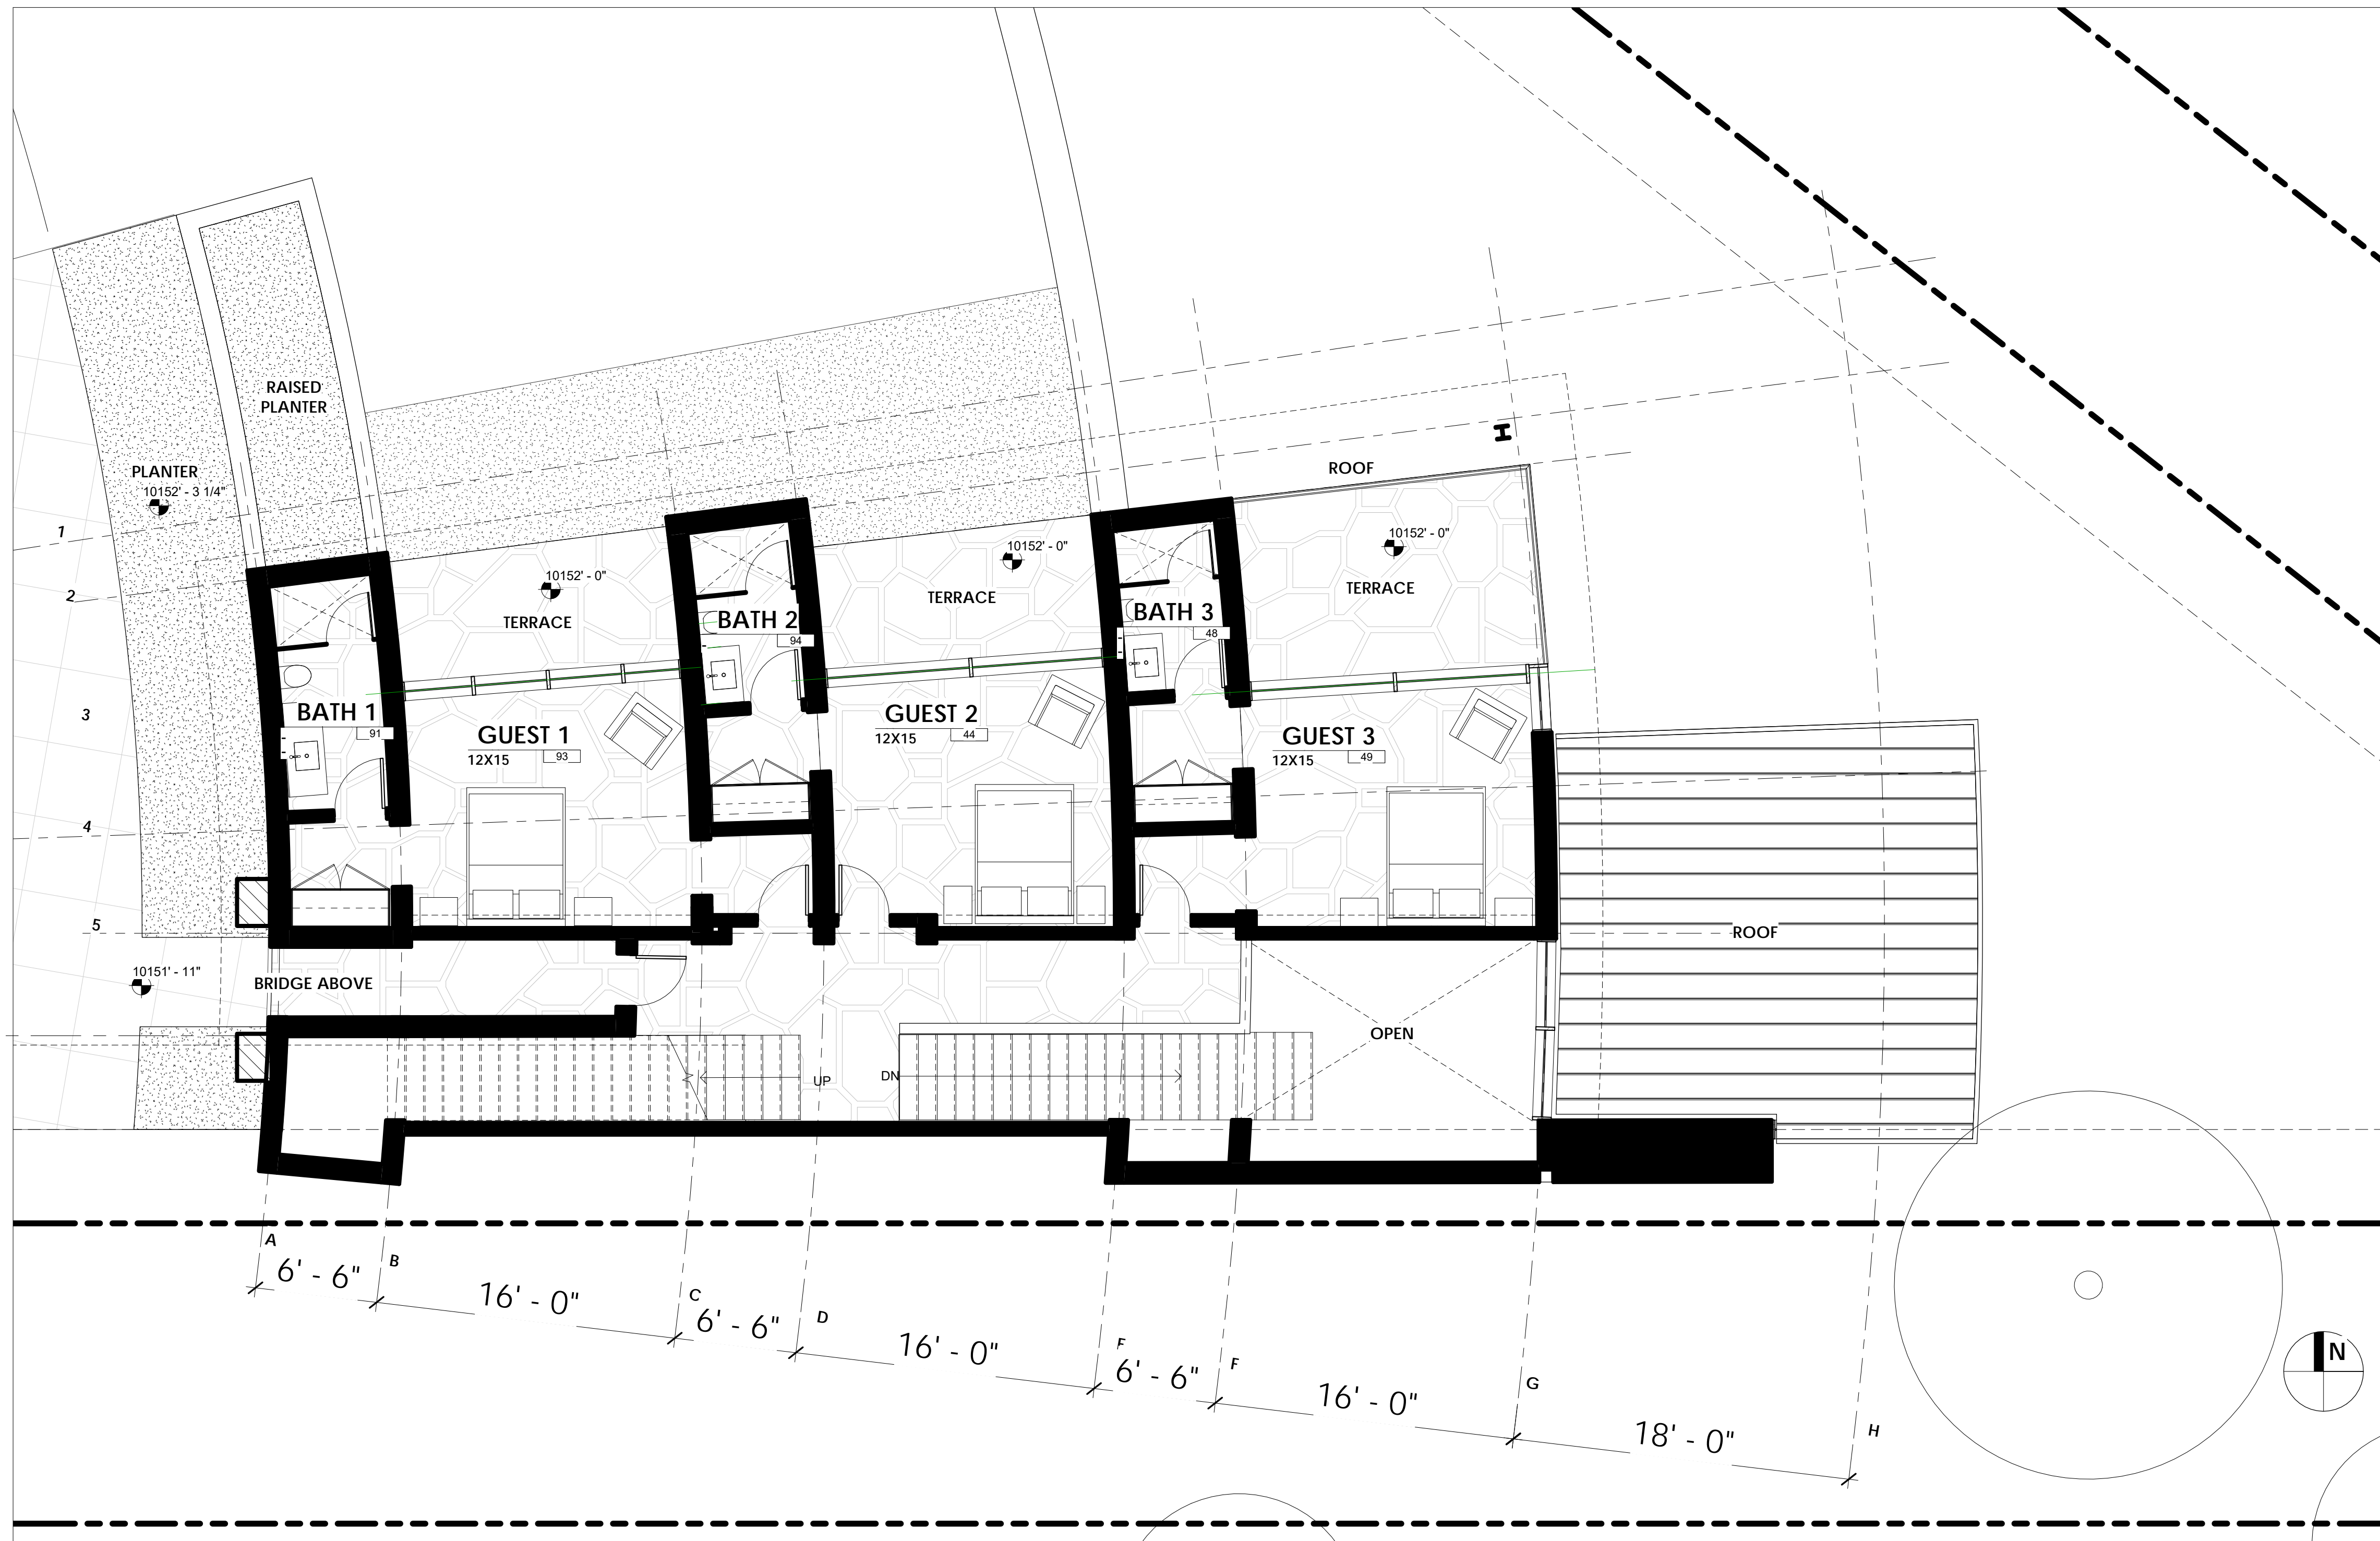 H
ROOF
RAISED
PLANTER
PLANTER
10152' - 3 1/4"
1
2
3
4
5
10152' - 0"
TERRACE
10152' - 0"
TERRACE
10152' - 0"
TERRACE
BATH 1
91
GUEST 1
12X15
93
BATH 2
94
GUEST 2
12X15
44
BATH 3
48
GUEST 3
12X15
49
ROOF
10151' - 11"
BRIDGE ABOVE
OPEN
UP
DN
A
6' - 6"
B
16' - 0"
C
6' - 6"
D
16' - 0"
6' - 6"
F
16' - 0"
G
18' - 0"
H
N